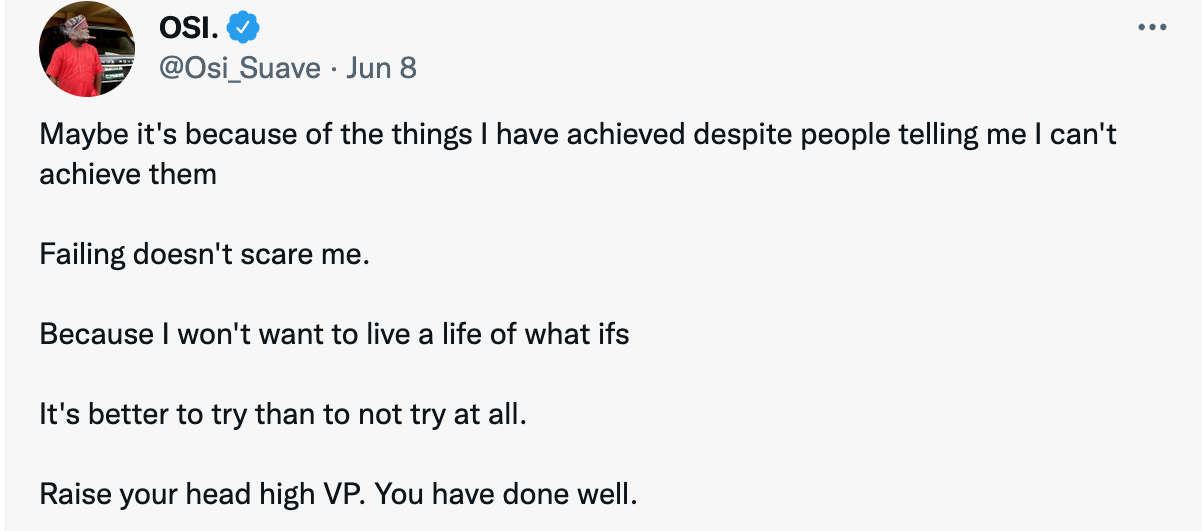 OSI.
@Osi_Suave · Jun 8
Maybe it's because of the things I have achieved despite people telling me I can't
achieve them
Failing doesn't scare me.
Because I won't want to live a life of what ifs
It's better to try than to not try at all.
Raise your head high VP. You have done well.